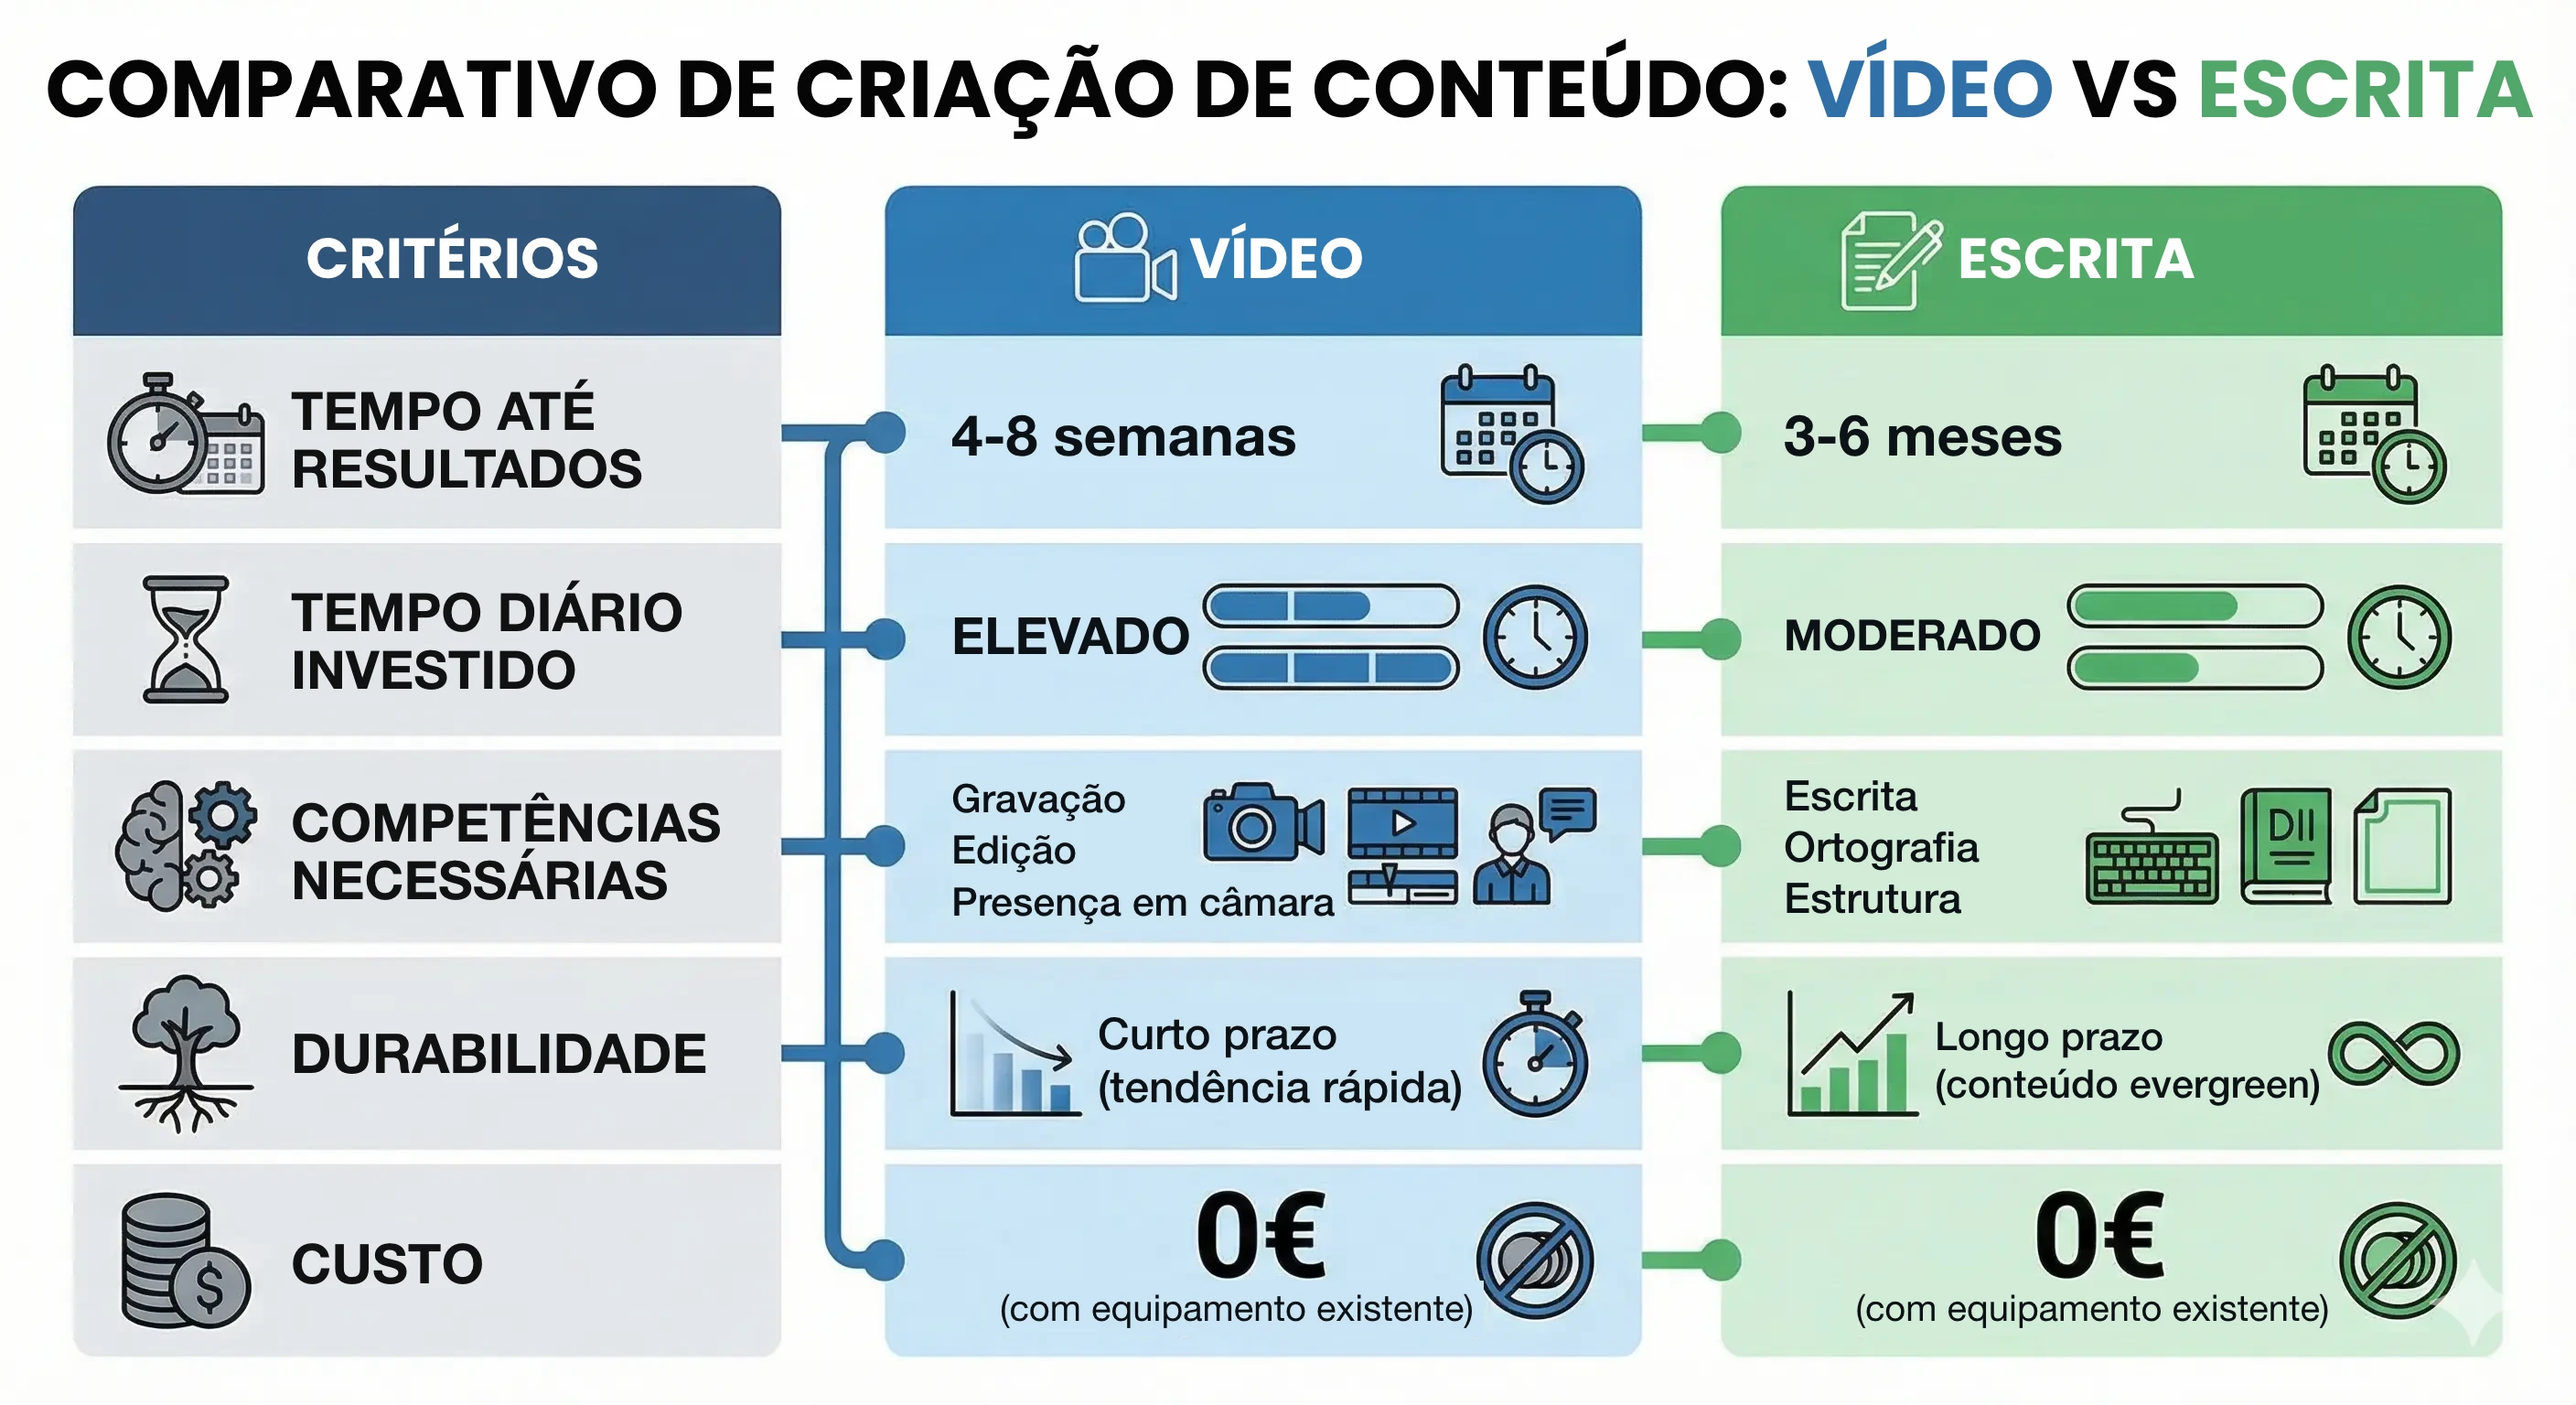 COMPARATIVO DE CRIAÇÃO DE CONTEÚDO: VÍDEO VS ESCRITA
CRITÉRIOS
VÍDEO
ESCRITA
TEMPO ATÉ
RESULTADOS
4-8 semanas
3-6 meses
TEMPO DIÁRIO
INVESTIDO
ELEVADO
MODERADO
COMPETÊNCIAS
NECESSÁRIAS
Gravação
Edição
Presença em câmara
Escrita
Ortografia
Estrutura
DURABILIDADE
Curto prazo
(tendência rápida)
Longo prazo
(conteúdo evergreen)
$
CUSTO
0€
(com equipamento existente)
0€
(com equipamento existente)